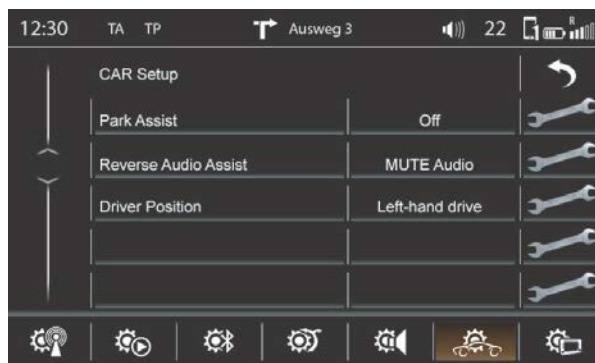 12:30 TA TP Ausweg 3 22 1 R
CAR Setup
Park Assist Off
Reverse Audio Assist MUTE Audio
Driver Position Left-hand drive